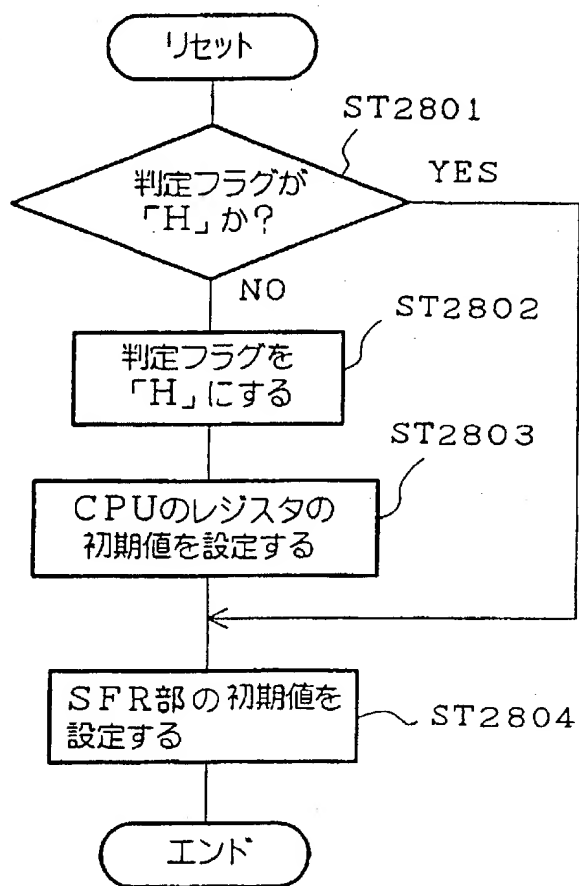 リセット
ST2801
判定フラグが
「H」か?
YES
NO
ST2802
判定フラグを
「H」にする
ST2803
CPUのレジスタの
初期値を設定する
SFR部の初期値を
設定する
ST2804
エンド